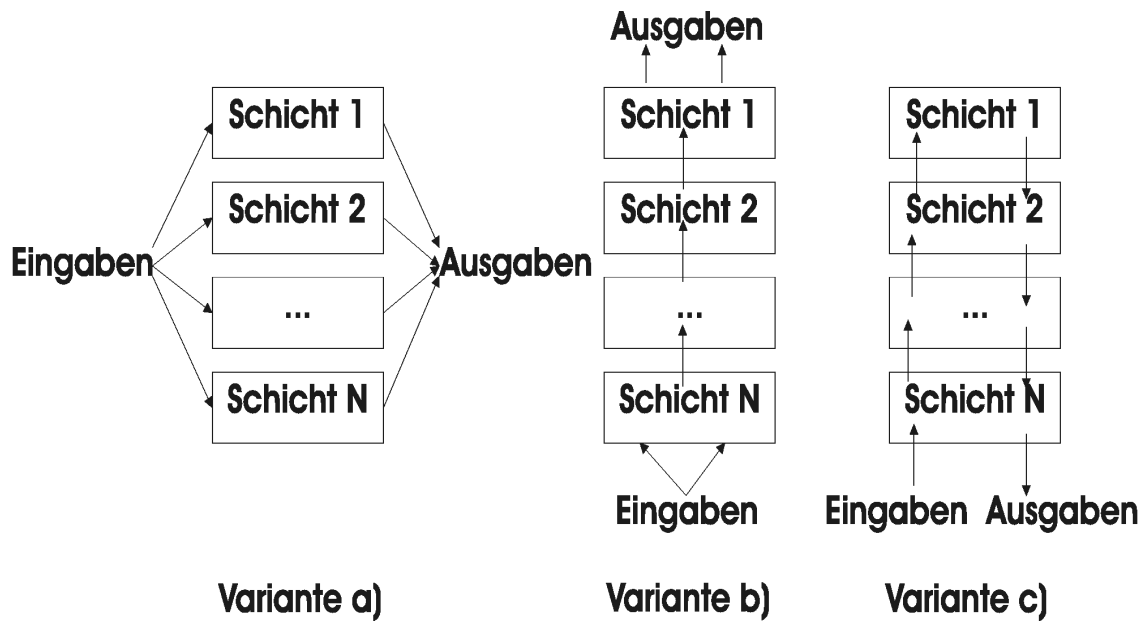 Schicht 1
Schicht 2
...
Schicht N
Eingaben
Ausgaben
Variante a)
Ausgaben
Schicht 1
Schicht 2
...
Schicht N
Eingaben
Variante b)
Schicht 1
Schicht 2
...
Schicht N
Eingaben Ausgaben
Variante c)